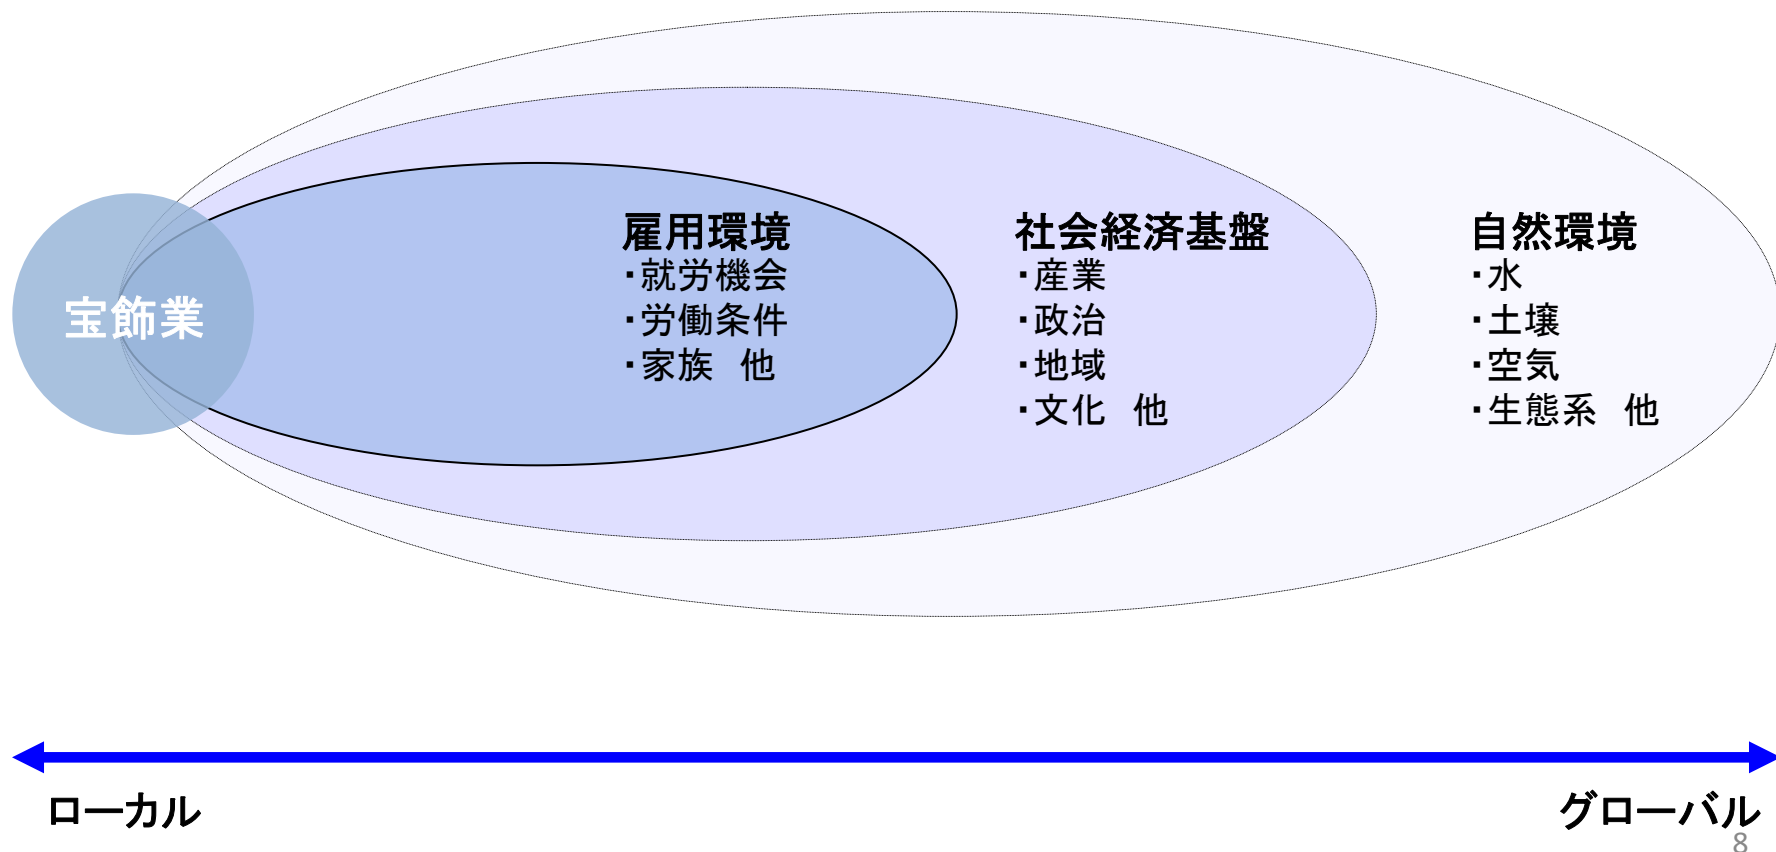 宝飾業
雇用環境
・就労機会
・労働条件
・家族　他
社会経済基盤
・産業
・政治
・地域
・文化　他
自然環境
・水
・土壌
・空気
・生態系　他
ローカル
グローバル
8